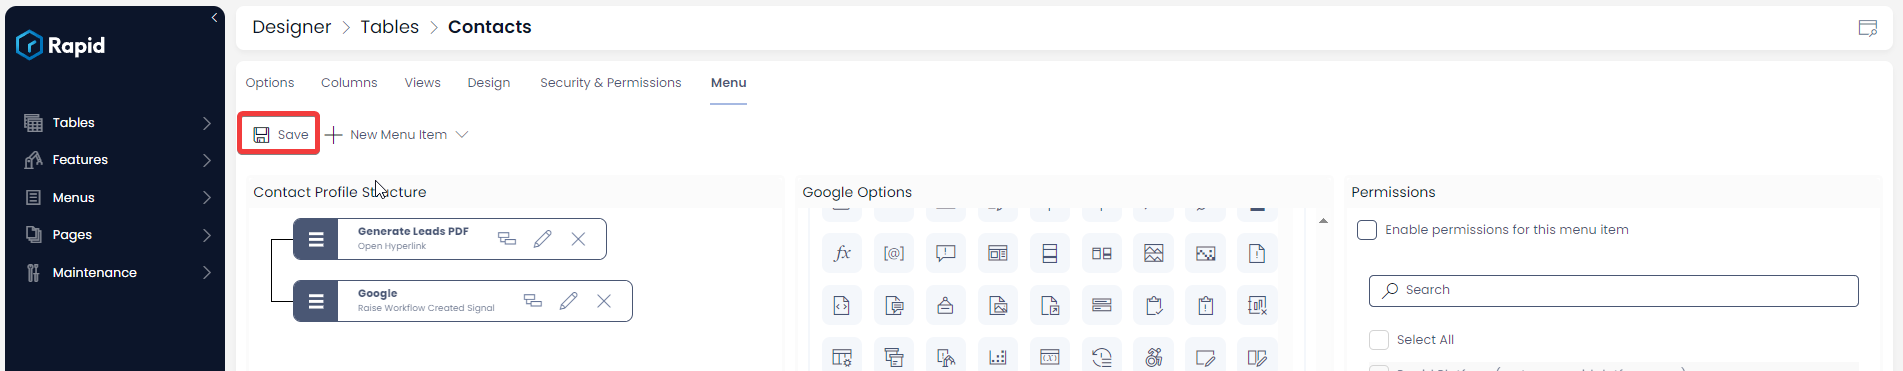 Rapid
Designer > Tables > Contacts
Options Columns Views Design Security & Permissions Menu
Save New Menu Item
Tables
Features
Menus
Pages
Maintenance
Contact Profile Structure
Generate Leads PDF
Open Hyperlink
Google
Raise Workflow Created Signal
Google Options
fx
[@]
Permissions
Enable permissions for this menu item
Search
Select All